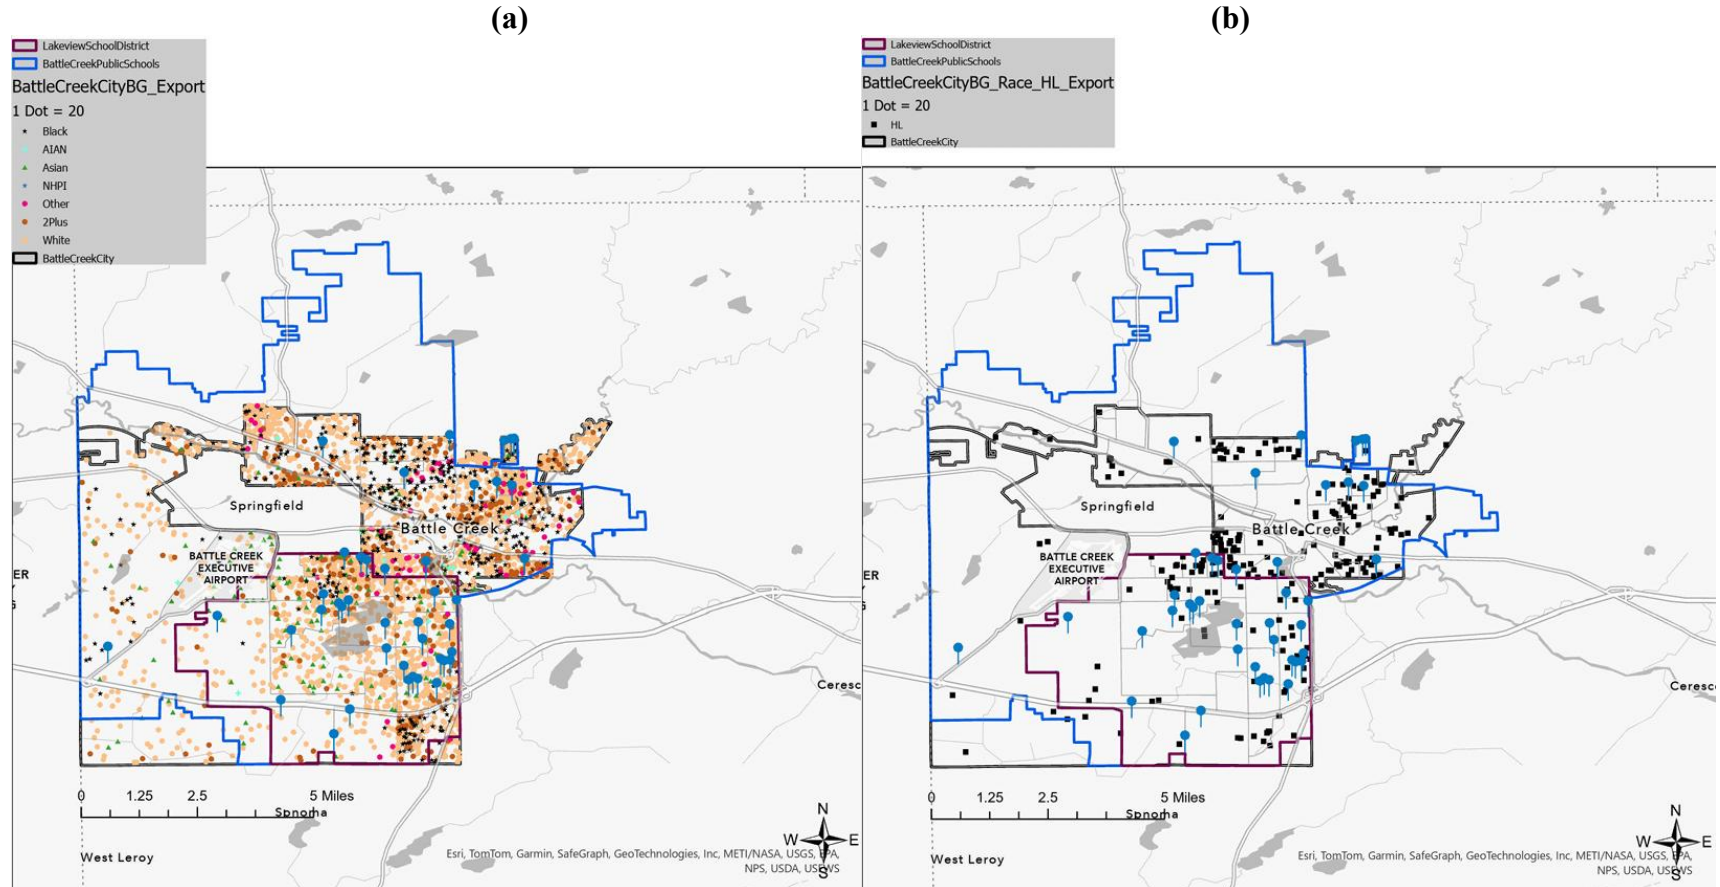 (a)
LakeviewSchoolDistrict
BattleCreekPublicSchools
BattleCreekCityBG_Export
1 Dot = 20
Black
AIAN
Asian
NHPI
Other
2Plus
White
BattleCreekCity
Springfield
Battle Creek
BATTLE CREEK
EXECUTIVE
AIRPORT
ER
Ceresc
0 1.25 2.5 5 Miles
West Leroy
N
W E
S
Esri, TomTom, Garmin, SafeGraph, GeoTechnologies, Inc, METI/NASA, USGS, EPA,
NPS, USDA, USFWS
(b)
LakeviewSchoolDistrict
BattleCreekPublicSchools
BattleCreekCityBG_Race_HL_Export
1 Dot = 20
HL
BattleCreekCity
Springfield
Battle Creek
BATTLE CREEK
EXECUTIVE
AIRPORT
ER
Ceresc
0 1.25 2.5 5 Miles
West Leroy
N
W E
S
Esri, TomTom, Garmin, SafeGraph, GeoTechnologies, Inc, METI/NASA, USGS, EPA,
NPS, USDA, USFWS